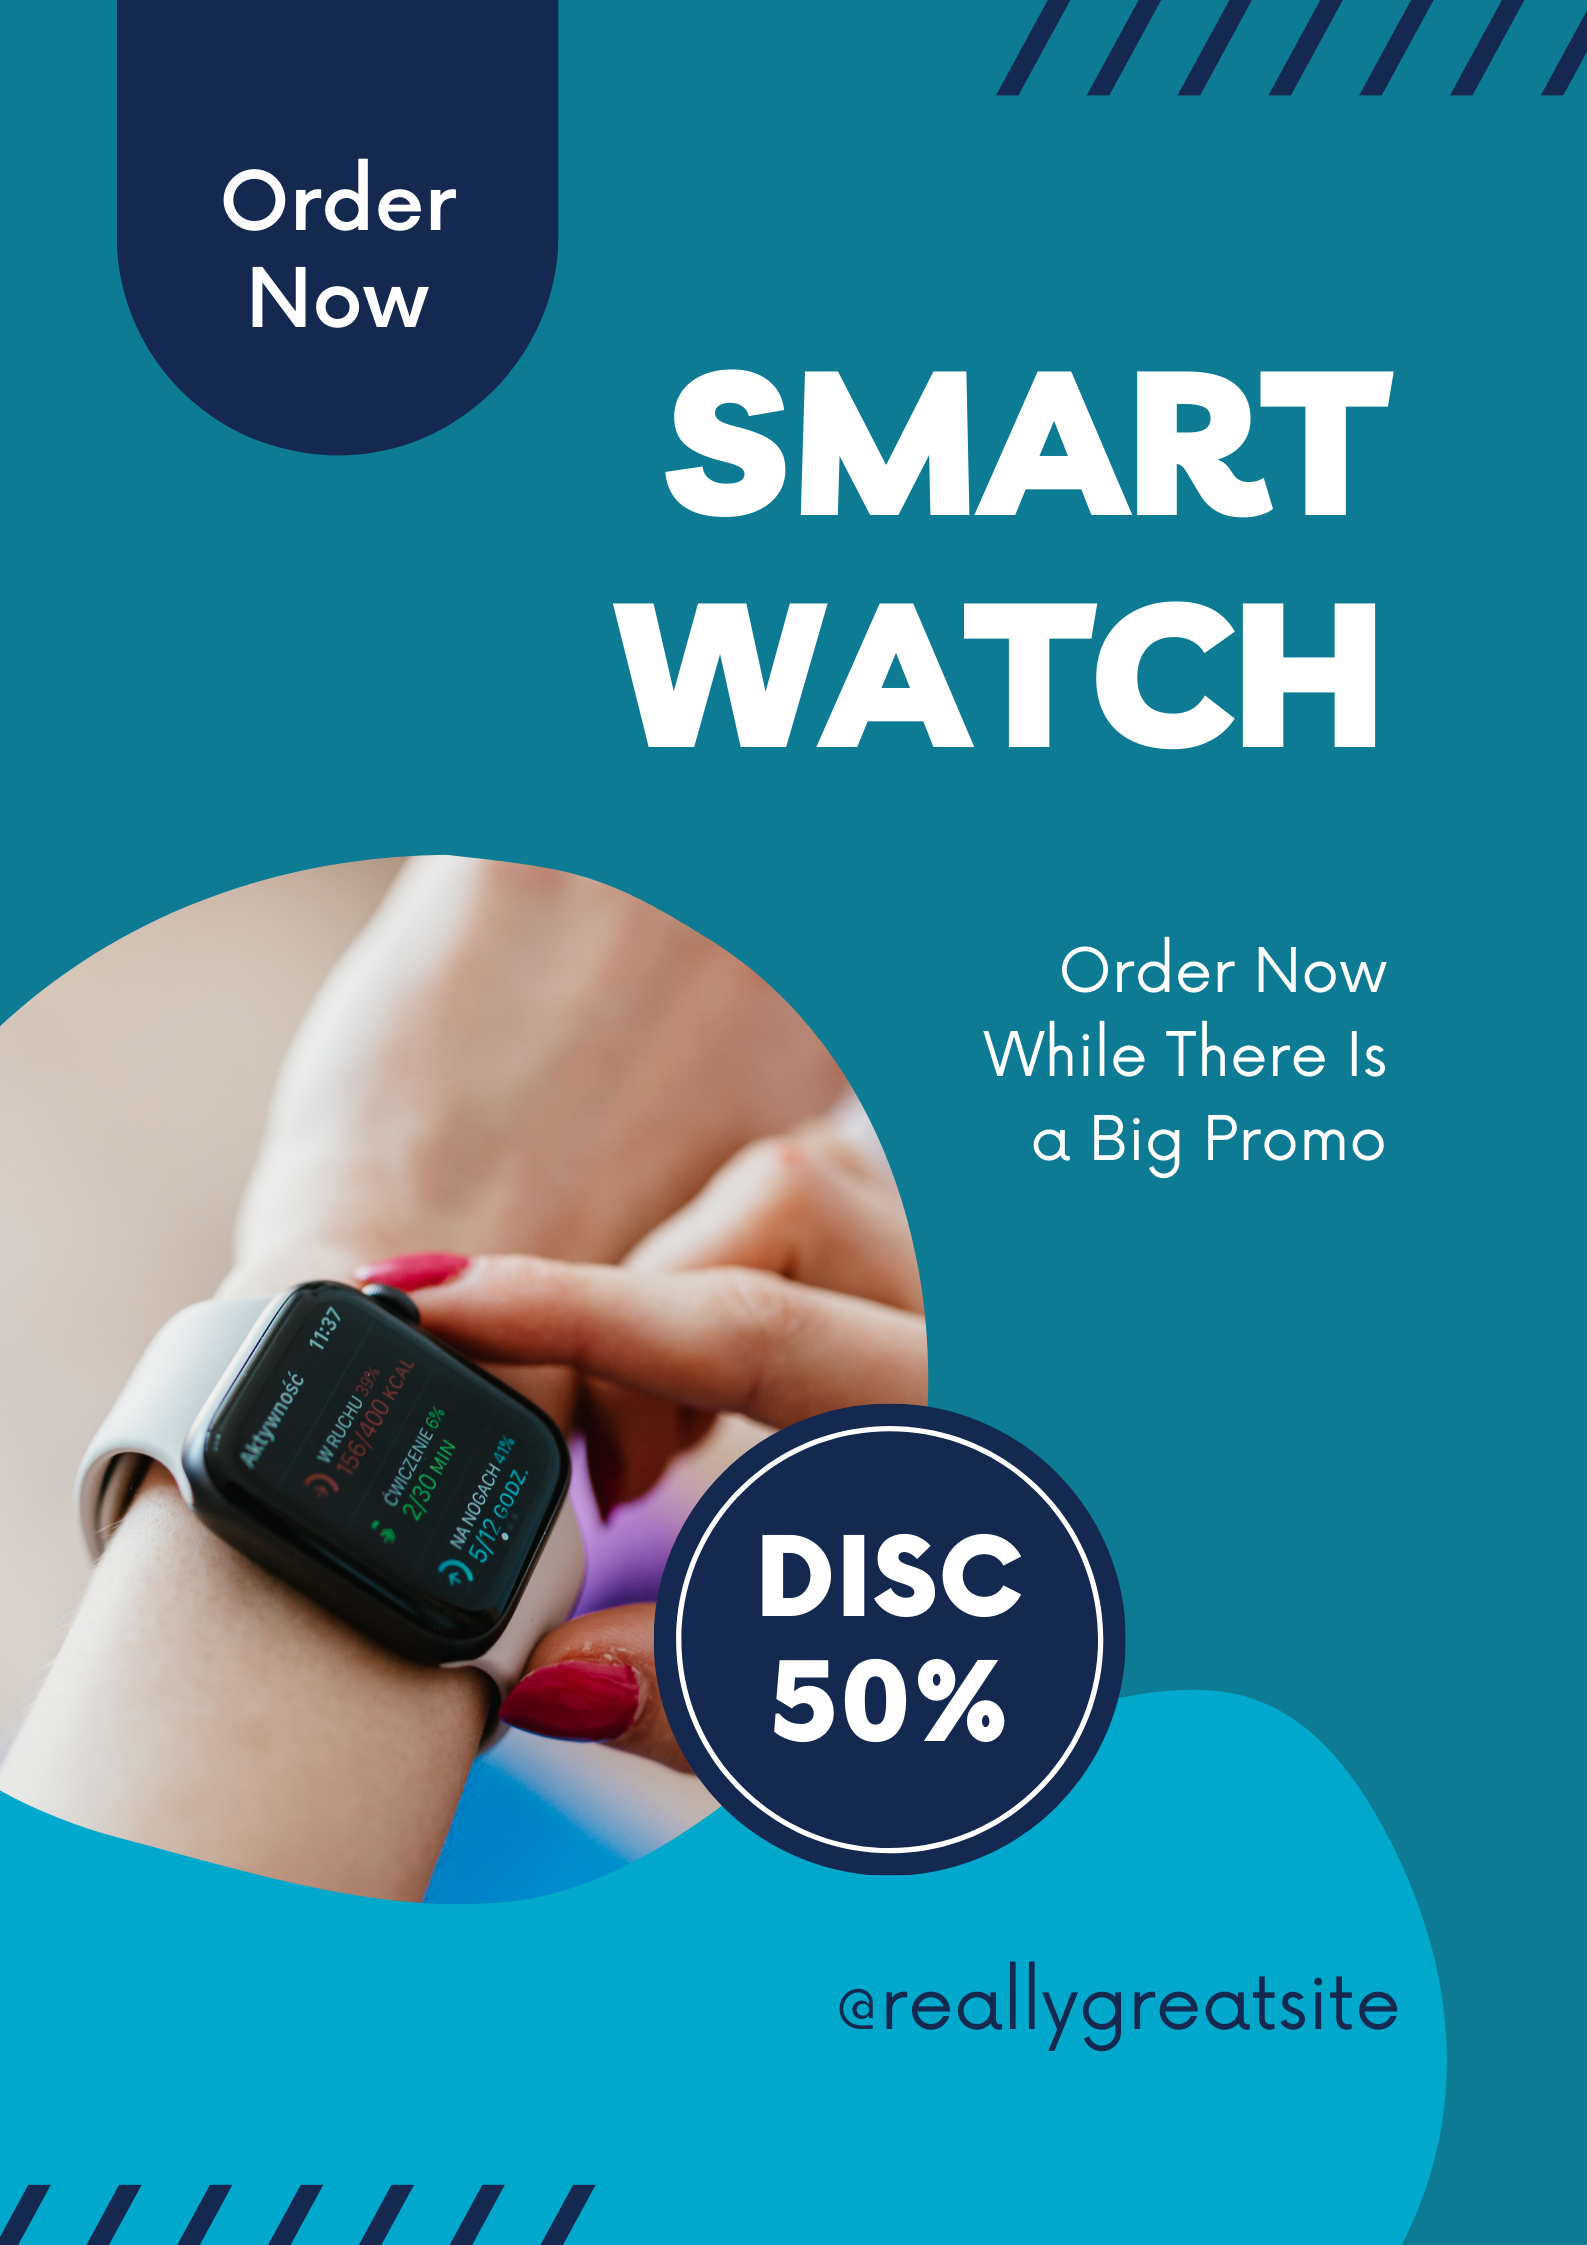 Order
Now
SMART
WATCH
Order Now
While There Is
a Big Promo
Aktywność 11:37
W RUCHU 39%
156/400 KCAL
ĆWICZENIE 6%
2/30 MIN
NA NOGACH 41%
5/12 GODZ.
DISC
50%
@reallygreatsite